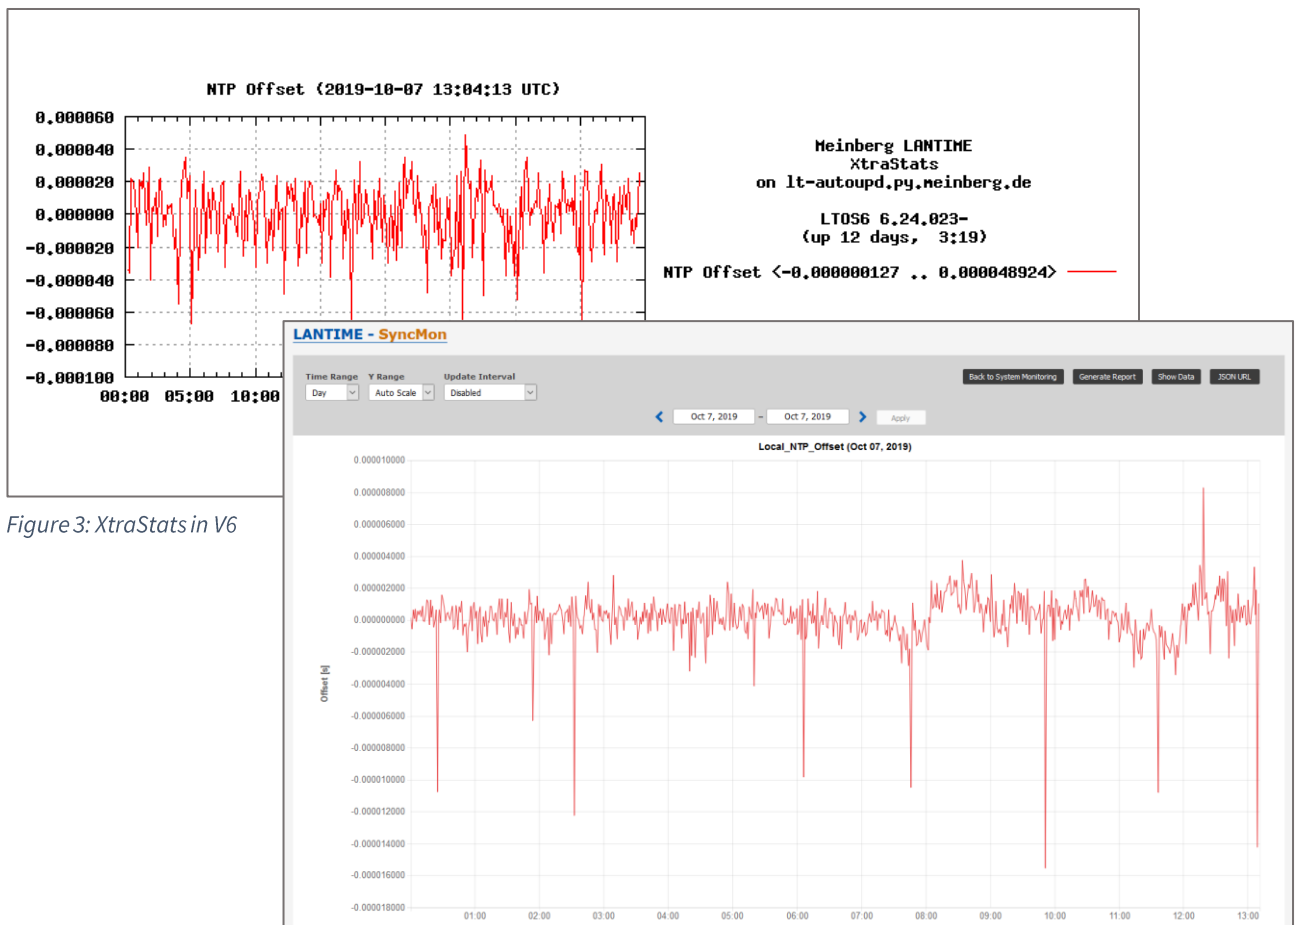 NTP Offset (2019-10-07 13:04:13 UTC)
0.000060
0.000040
0.000020
0.000000
-0.000020
-0.000040
-0.000060
-0.000080
-0.000100
00:00 05:00 10:00
Meinberg LANTIME
XtraStats
on lt-autoupd.py.meinberg.de
LTOS6 6.24.023-
(up 12 days, 3:19)
NTP Offset <-0.000000127 .. 0.000048924>
LANTIME - SyncMon
Time Range Y Range Update Interval
Day Auto Scale Disabled
Back to System Monitoring Generate Report Show Data JSON URL
Oct 7, 2019 – Oct 7, 2019 Apply
Local_NTP_Offset (Oct 07, 2019)
0.000010000
0.000008000
0.000006000
0.000004000
0.000002000
0.000000000
-0.000002000
-0.000004000
-0.000006000
-0.000008000
-0.000010000
-0.000012000
-0.000014000
-0.000016000
-0.000018000
Offset [s]
01:00 02:00 03:00 04:00 05:00 06:00 07:00 08:00 09:00 10:00 11:00 12:00 13:00
Figure 3: XtraStats in V6